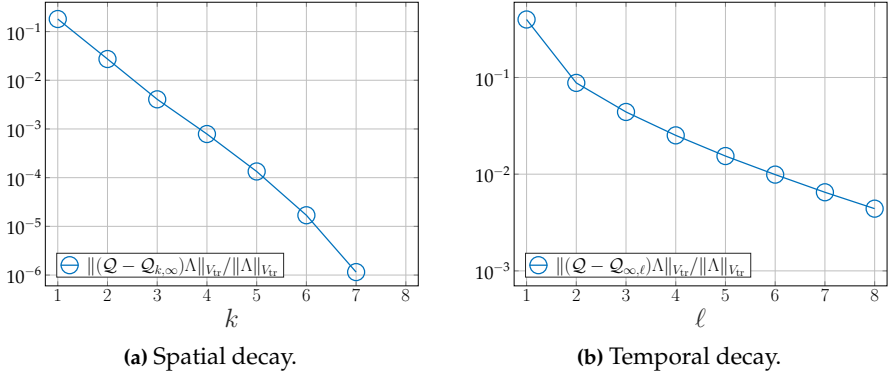 10⁻¹
10⁻²
10⁻³
10⁻⁴
10⁻⁵
10⁻⁶
‖(𝒬 − 𝒬ₖ,∞)Λ‖_{V_tr}/‖Λ‖_{V_tr}
1 2 3 4 5 6 7 8
k
(a) Spatial decay.
10⁻¹
10⁻²
10⁻³
‖(𝒬 − 𝒬_{∞,ℓ})Λ‖_{V_tr}/‖Λ‖_{V_tr}
1 2 3 4 5 6 7 8
ℓ
(b) Temporal decay.